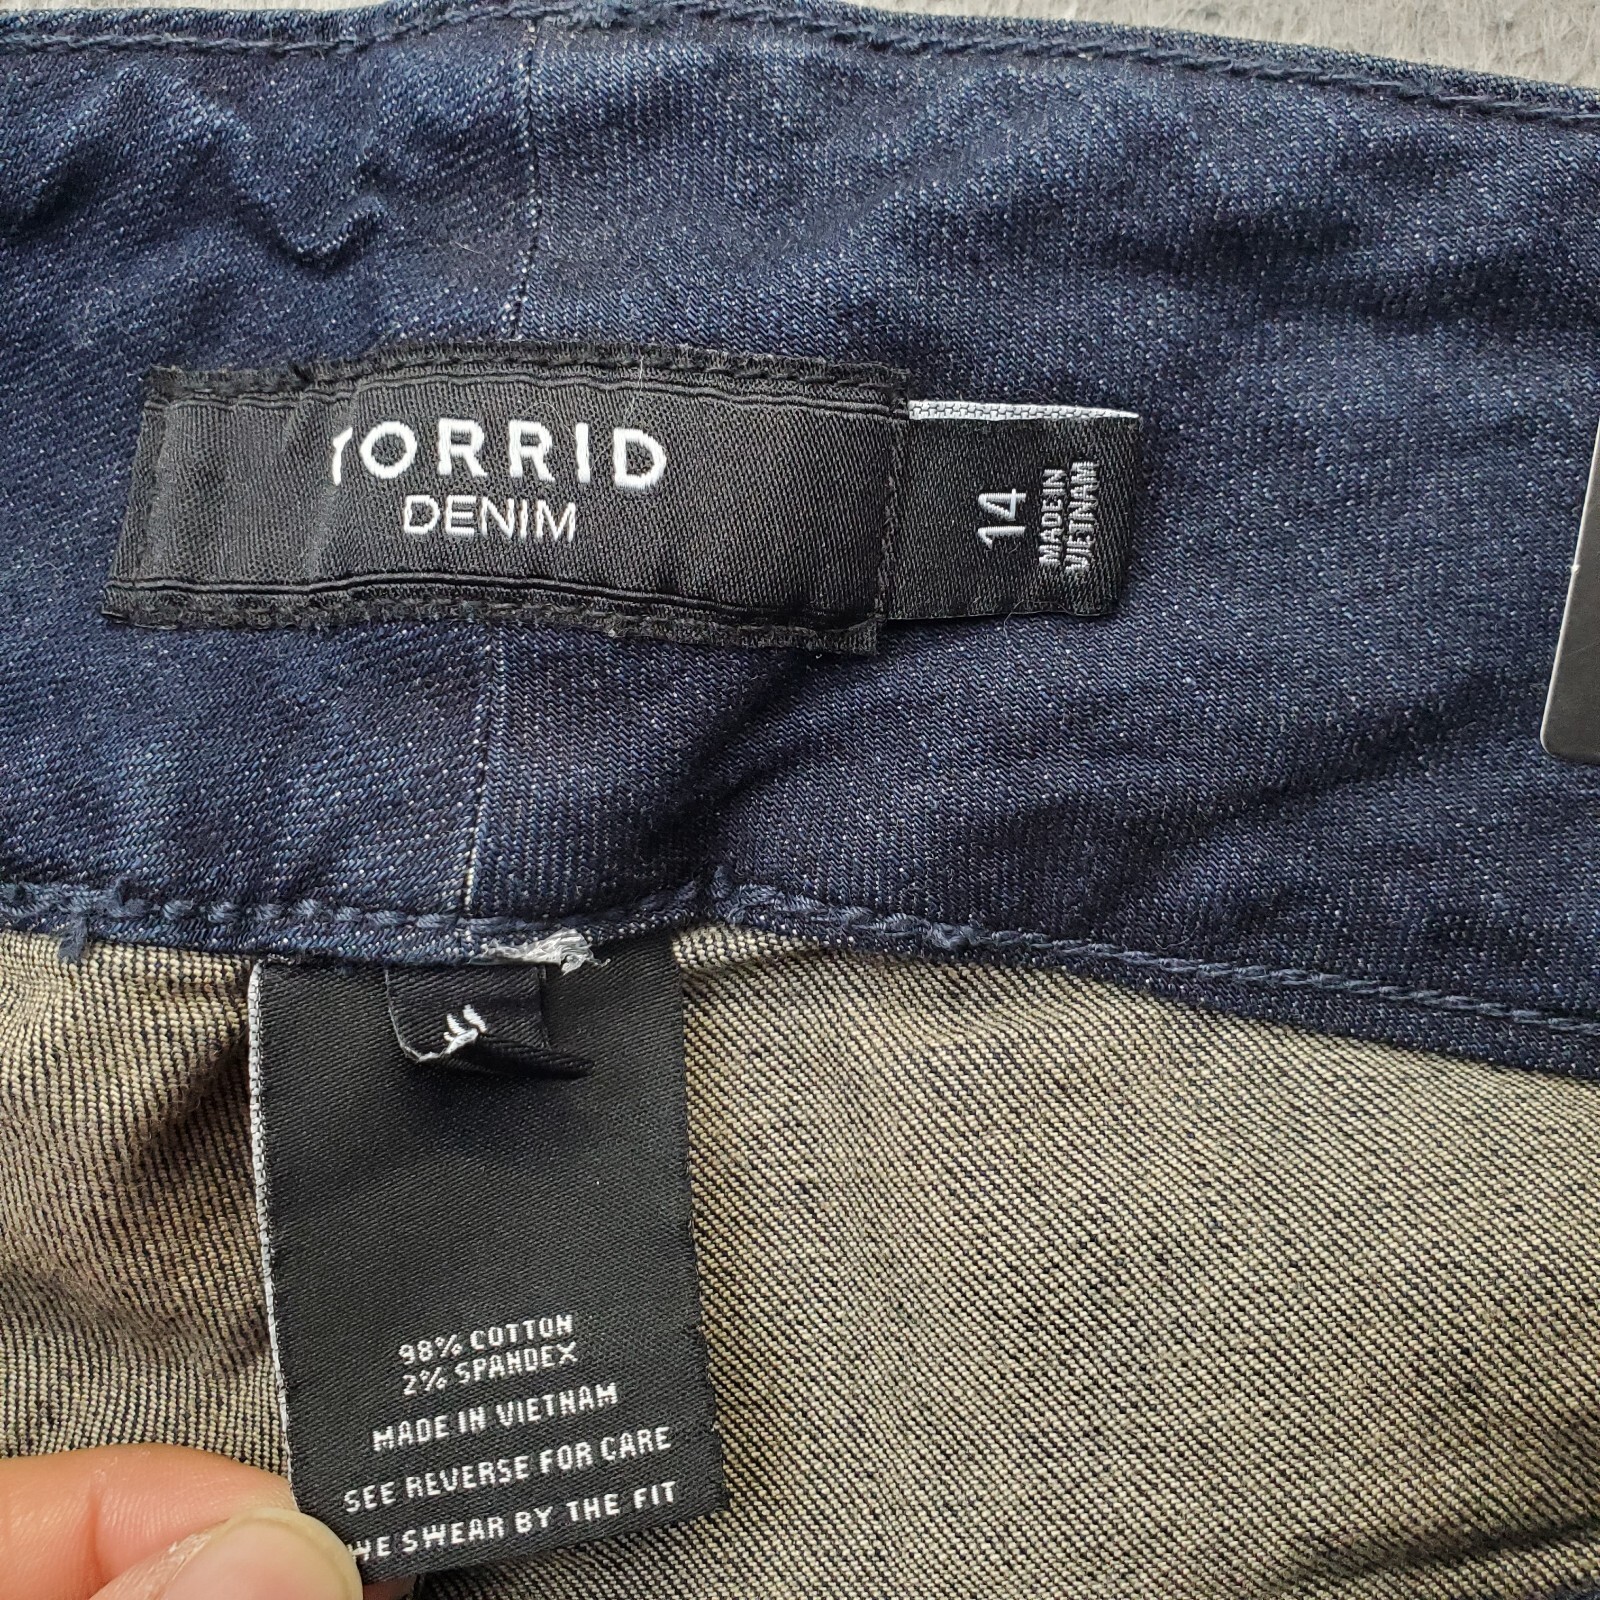 TORRID
DENIM
14
MADE IN
VIETNAM
98% COTTON
2% SPANDEX
MADE IN VIETNAM
SEE REVERSE FOR CARE
WE SWEAR BY THE FIT